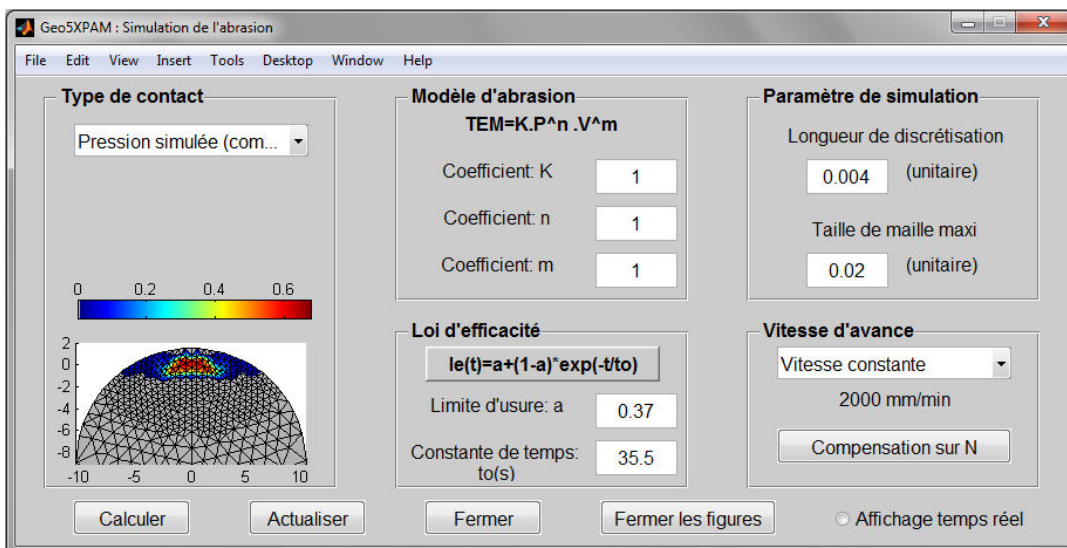 Geo5XPAM : Simulation de l'abrasion
File Edit View Insert Tools Desktop Window Help
Type de contact
Pression simulée (com...
0 0.2 0.4 0.6
2
0
-2
-4
-6
-8
-10 -5 0 5 10
Modèle d'abrasion
TEM=K.P^n .V^m
Coefficient: K 1
Coefficient: n 1
Coefficient: m 1
Loi d'efficacité
Ie(t)=a+(1-a)*exp(-t/to)
Limite d'usure: a 0.37
Constante de temps: 35.5
to(s)
Paramètre de simulation
Longueur de discrétisation
0.004 (unitaire)
Taille de maille maxi
0.02 (unitaire)
Vitesse d'avance
Vitesse constante
2000 mm/min
Compensation sur N
Calculer Actualiser Fermer Fermer les figures Affichage temps réel